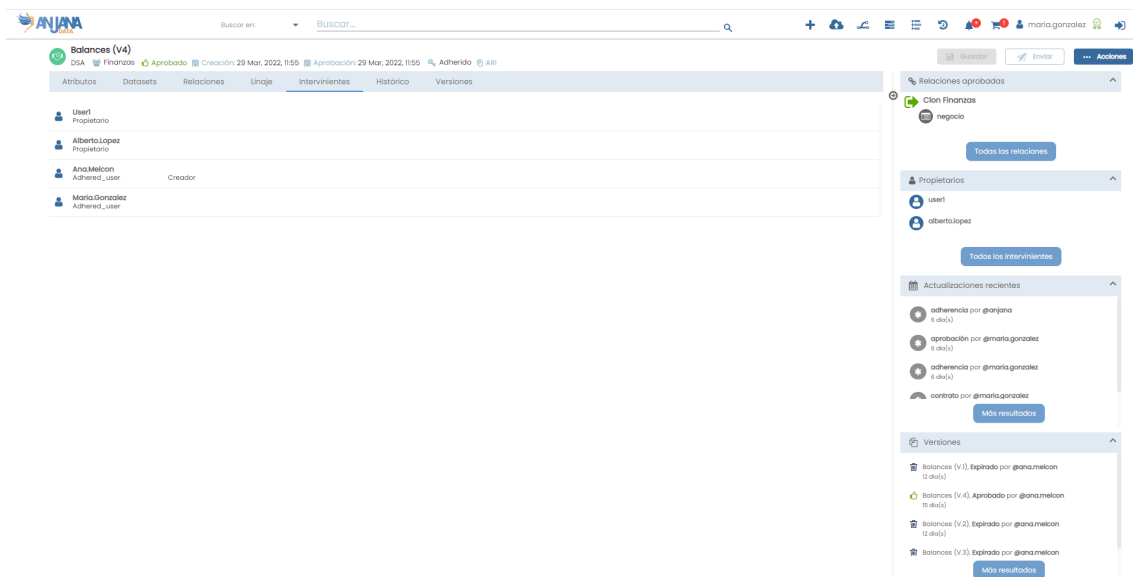 ANJANA
DATA
Buscar en:
Buscar...
maria.gonzalez
Balances (V4)
DSA Finanzas Aprobado Creación: 29 Mar, 2022, 11:55 Aprobación: 29 Mar, 2022, 11:55 Adherido ARI
Guardar
Enviar
Acciones
Atributos Datasets Relaciones Linaje Intervinientes Histórico Versiones
User1
Propietario
Alberto.Lopez
Propietario
Ana.Melcon
Adhered_user Creador
Maria.Gonzalez
Adhered_user
Relaciones aprobadas
Clon Finanzas
negocio
Todas las relaciones
Propietarios
user1
alberto.lopez
Todos los intervinientes
Actualizaciones recientes
adherencia por @anjana
6 día(s)
aprobación por @maria.gonzalez
6 día(s)
adherencia por @maria.gonzalez
6 día(s)
contrato por @maria.gonzalez
Más resultados
Versiones
Balances (V.1), Expirado por @ana.melcon
12 día(s)
Balances (V.4), Aprobado por @ana.melcon
15 día(s)
Balances (V.2), Expirado por @ana.melcon
12 día(s)
Balances (V.3), Expirado por @ana.melcon
Más resultados